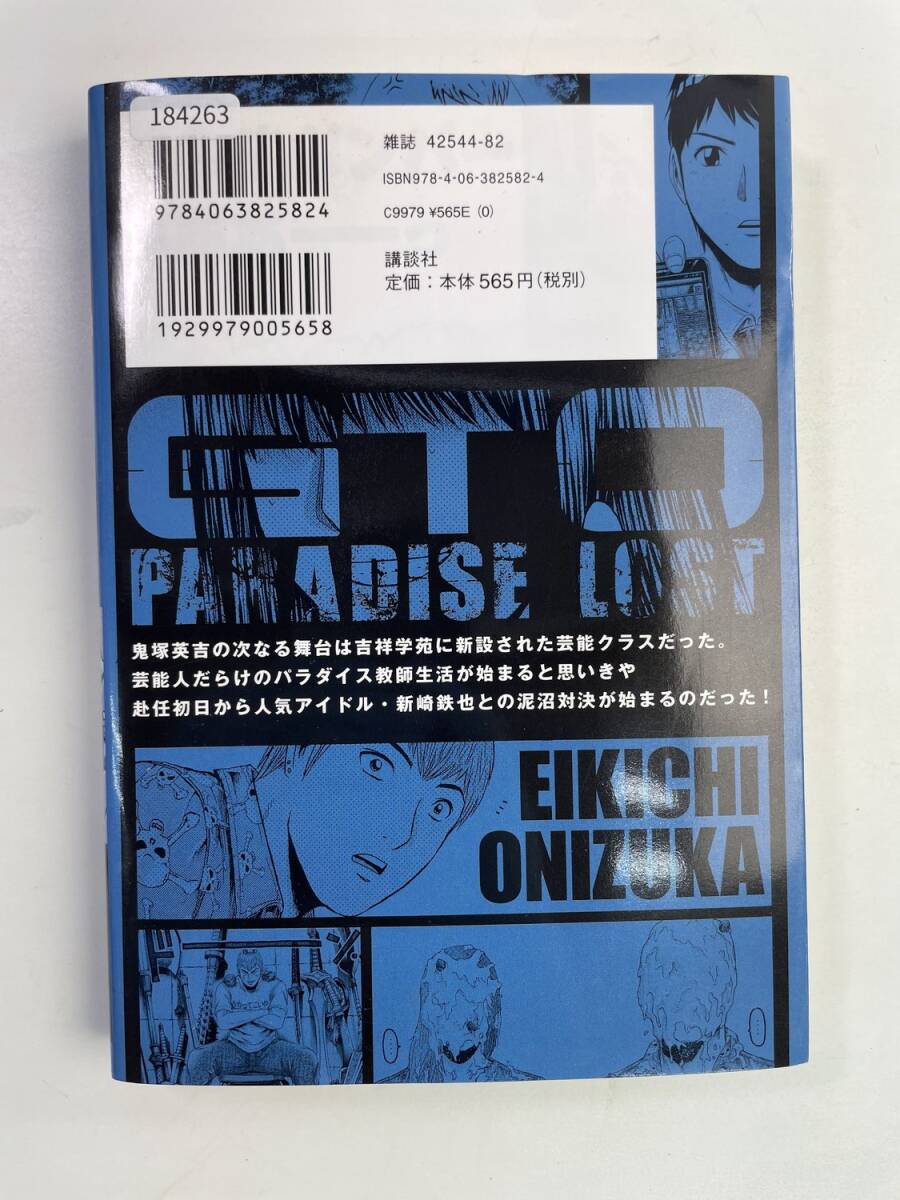 184263
9784063825824
雑誌 42544-82
ISBN978-4-06-382582-4
C9979 ¥565E (0)
1929979005658
講談社
定価：本体565円(税別)
GTO
PARADISE LOST
鬼塚英吉の次なる舞台は吉祥学苑に新設された芸能クラスだった。
芸能人だらけのパラダイス教師生活が始まると思いきや
赴任初日から人気アイドル・新崎鉄也との泥沼対決が始まるのだった！
EIKICHI
ONIZUKA